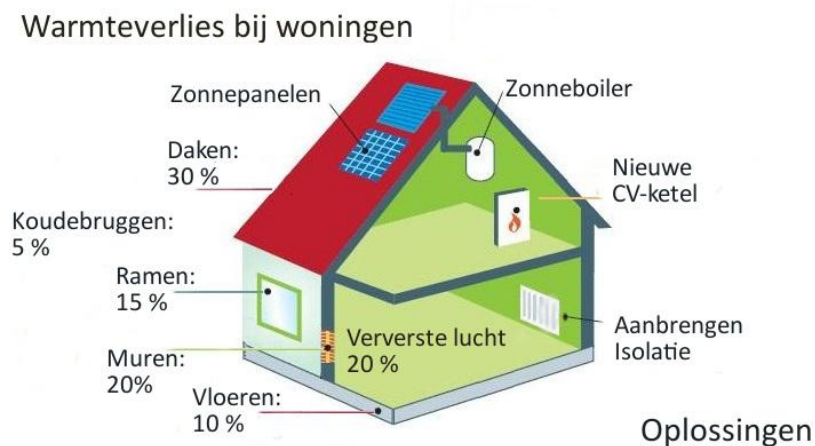 Warmteverlies bij woningen
Zonnepanelen
Zonneboiler
Daken:
30 %
Nieuwe
CV-ketel
Koudebruggen:
5 %
Ramen:
15 %
Ververste lucht
20 %
Aanbrengen
Isolatie
Muren:
20%
Vloeren:
10 %
Oplossingen